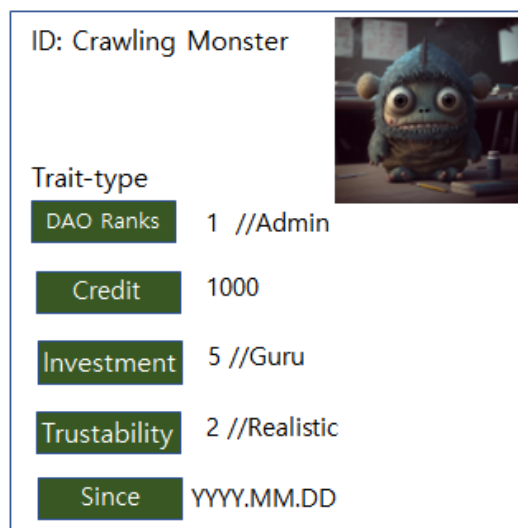 ID: Crawling Monster
Trait-type
DAO Ranks 1 //Admin
Credit 1000
Investment 5 //Guru
Trustability 2 //Realistic
Since YYYY.MM.DD